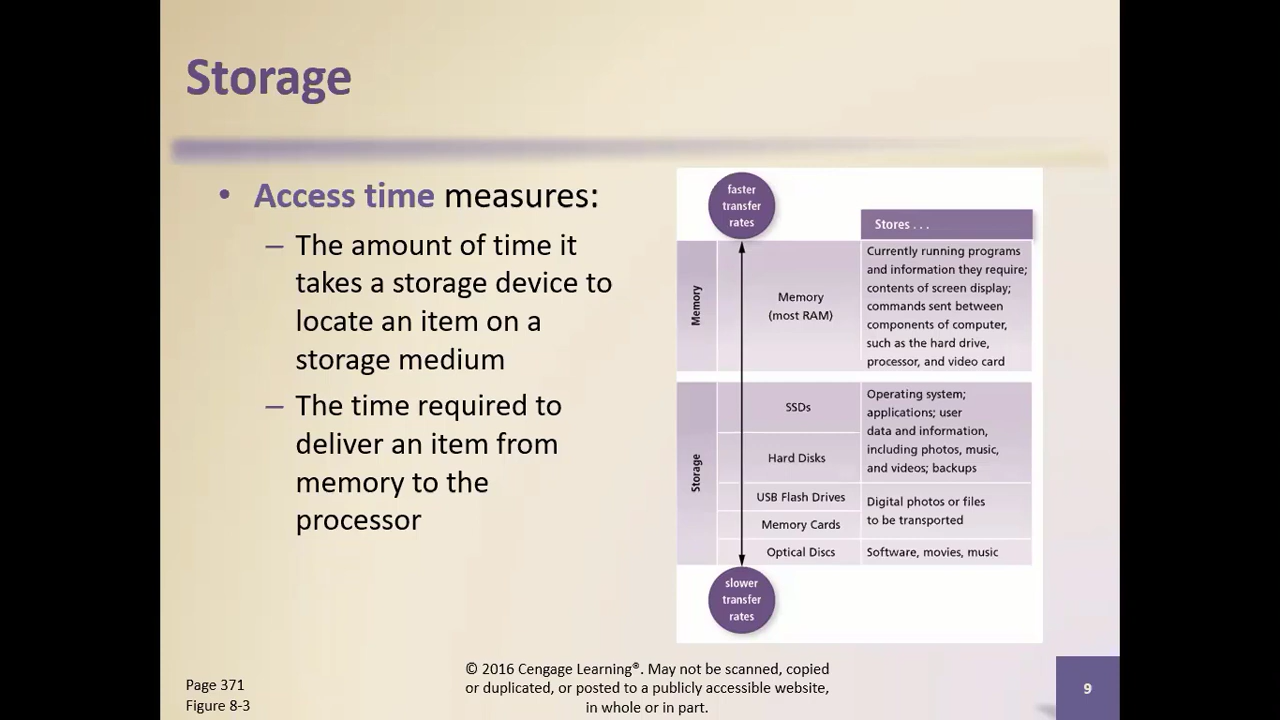 Storage
• Access time measures:
– The amount of time it
takes a storage device to
locate an item on a
storage medium
– The time required to
deliver an item from
memory to the
processor
faster
transfer
rates
Stores . . .
Memory
Memory
(most RAM)
Currently running programs
and information they require;
contents of screen display;
commands sent between
components of computer,
such as the hard drive,
processor, and video card
Storage
SSDs
Hard Disks
Operating system;
applications; user
data and information,
including photos, music,
and videos; backups
USB Flash Drives
Memory Cards
Digital photos or files
to be transported
Optical Discs
Software, movies, music
slower
transfer
rates
Page 371
Figure 8-3
© 2016 Cengage Learning®. May not be scanned, copied
or duplicated, or posted to a publicly accessible website,
in whole or in part.
9